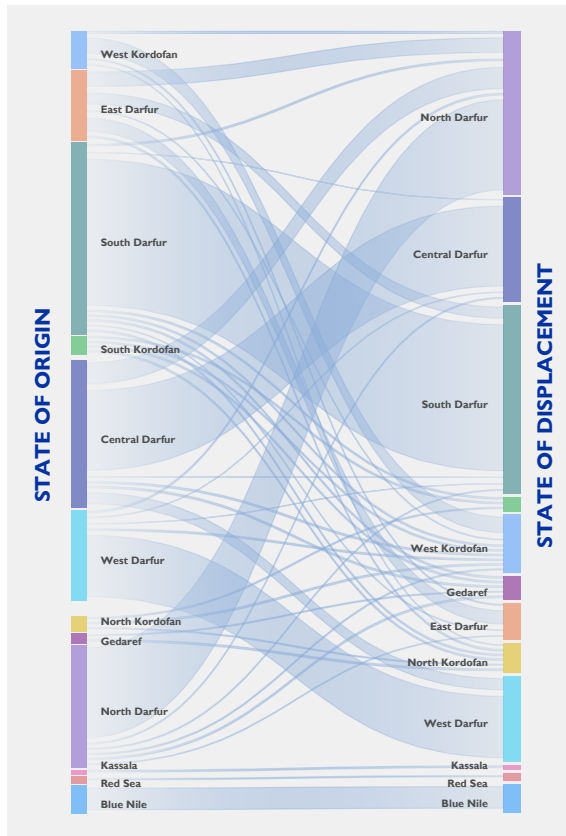 STATE OF ORIGIN
West Kordofan
East Darfur
South Darfur
South Kordofan
Central Darfur
West Darfur
North Kordofan
Gedaref
North Darfur
Kassala
Red Sea
Blue Nile
North Darfur
Central Darfur
South Darfur
West Kordofan
Gedaref
East Darfur
North Kordofan
West Darfur
Kassala
Red Sea
Blue Nile
STATE OF DISPLACEMENT